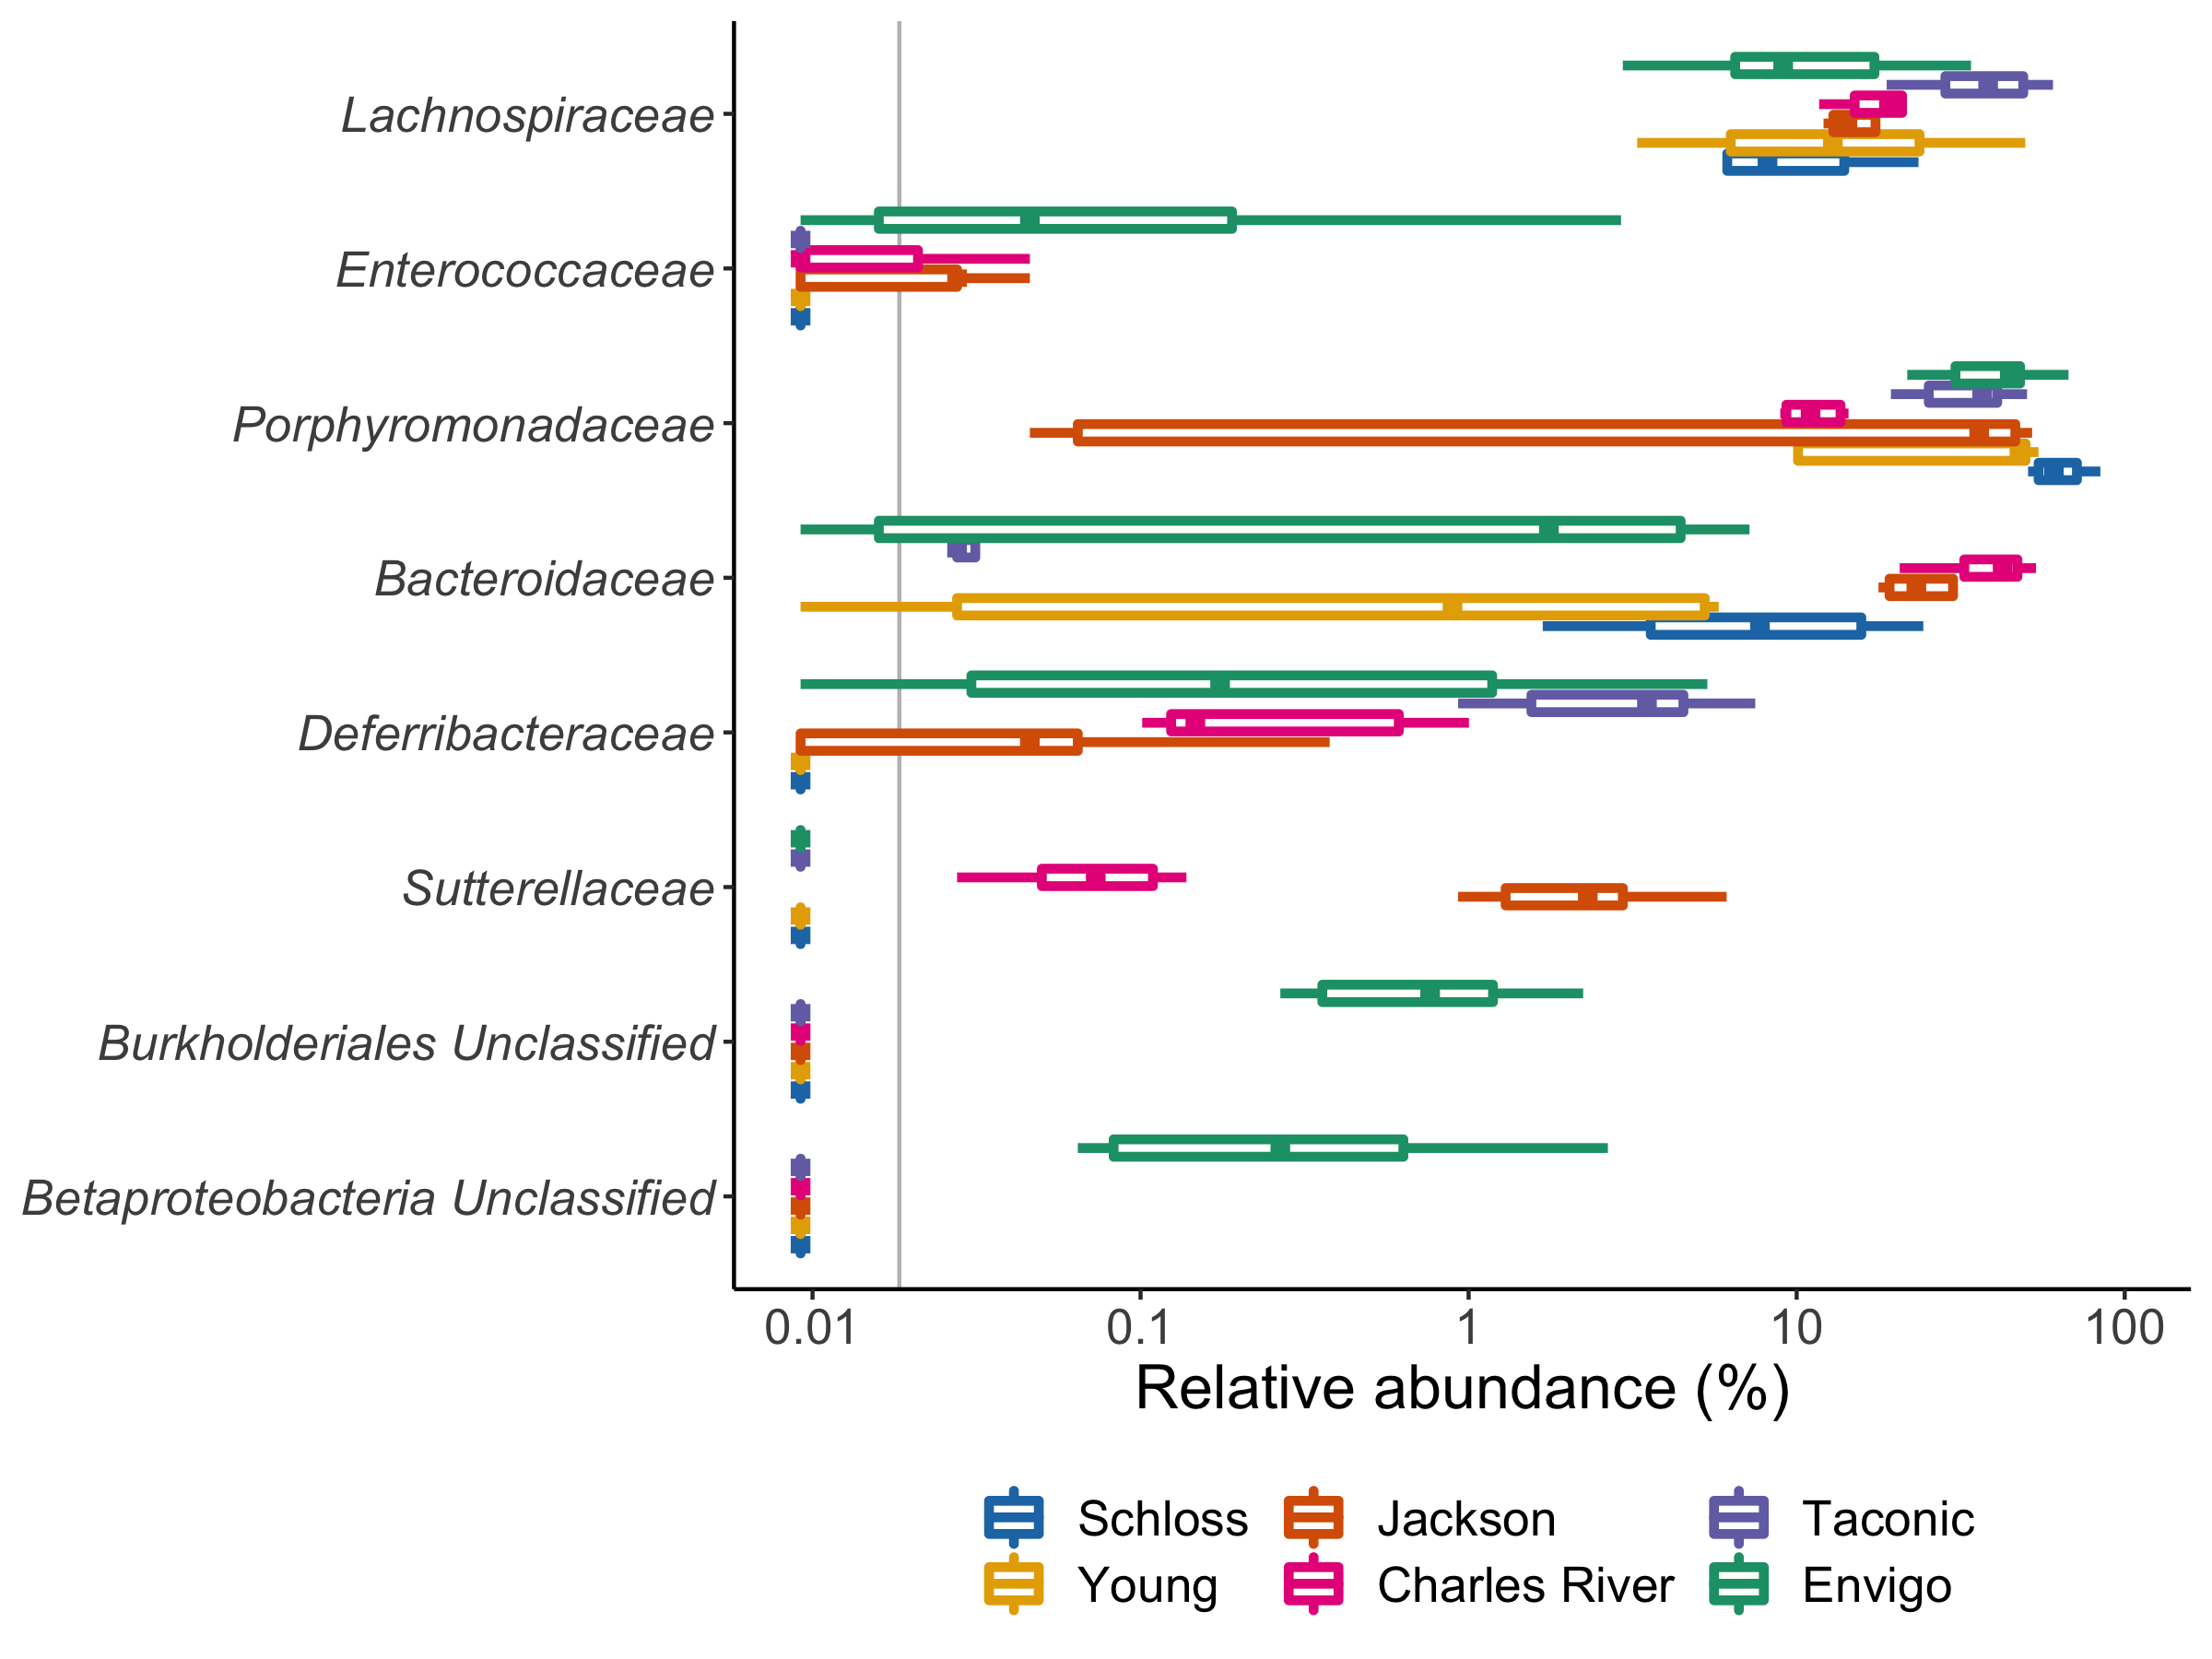 Lachnospiraceae
Enterococcaceae
Porphyromonadaceae
Bacteroidaceae
Deferribacteraceae
Sutterellaceae
Burkholderiales Unclassified
Betaproteobacteria Unclassified
0.01 0.1 1 10 100
Relative abundance (%)
Schloss Jackson Taconic
Young Charles River Envigo